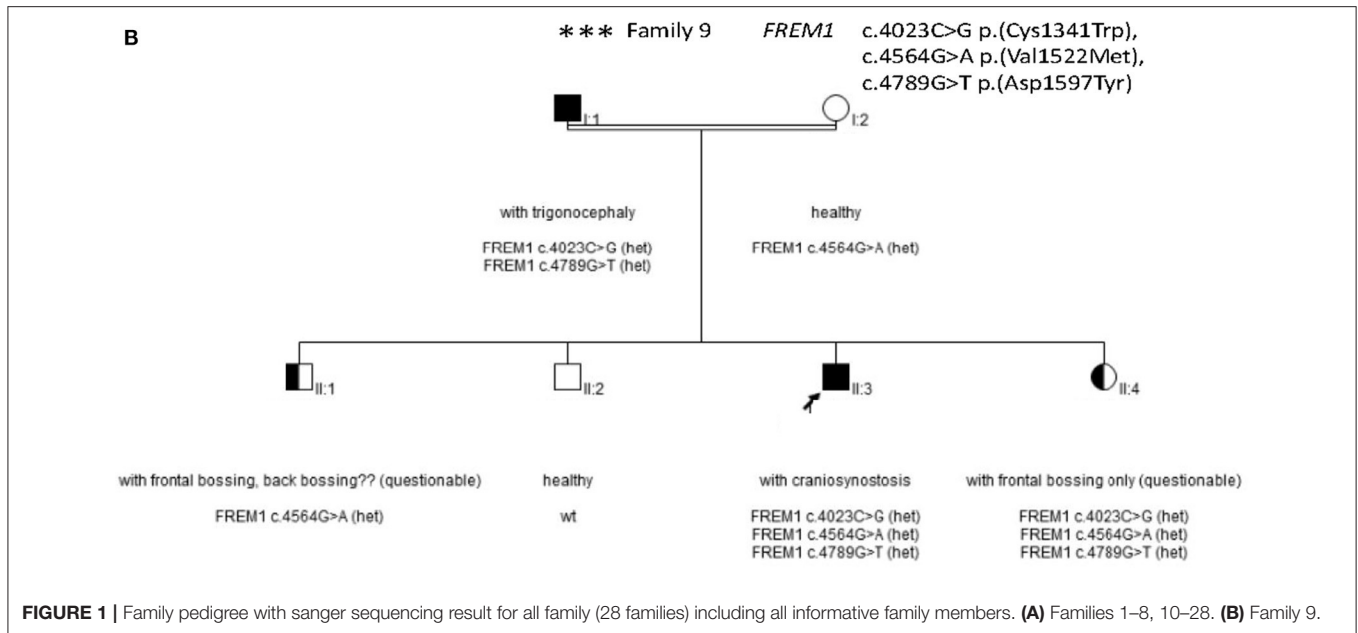 B
*** Family 9 FREM1 c.4023C>G p.(Cys1341Trp),
c.4564G>A p.(Val1522Met),
c.4789G>T p.(Asp1597Tyr)
I:1
I:2
with trigonocephaly
FREM1 c.4023C>G (het)
FREM1 c.4789G>T (het)
healthy
FREM1 c.4564G>A (het)
II:1
II:2
II:3
II:4
with frontal bossing, back bossing?? (questionable)
FREM1 c.4564G>A (het)
healthy
wt
with craniosynostosis
FREM1 c.4023C>G (het)
FREM1 c.4564G>A (het)
FREM1 c.4789G>T (het)
with frontal bossing only (questionable)
FREM1 c.4023C>G (het)
FREM1 c.4564G>A (het)
FREM1 c.4789G>T (het)
FIGURE 1 | Family pedigree with sanger sequencing result for all family (28 families) including all informative family members. (A) Families 1–8, 10–28. (B) Family 9.